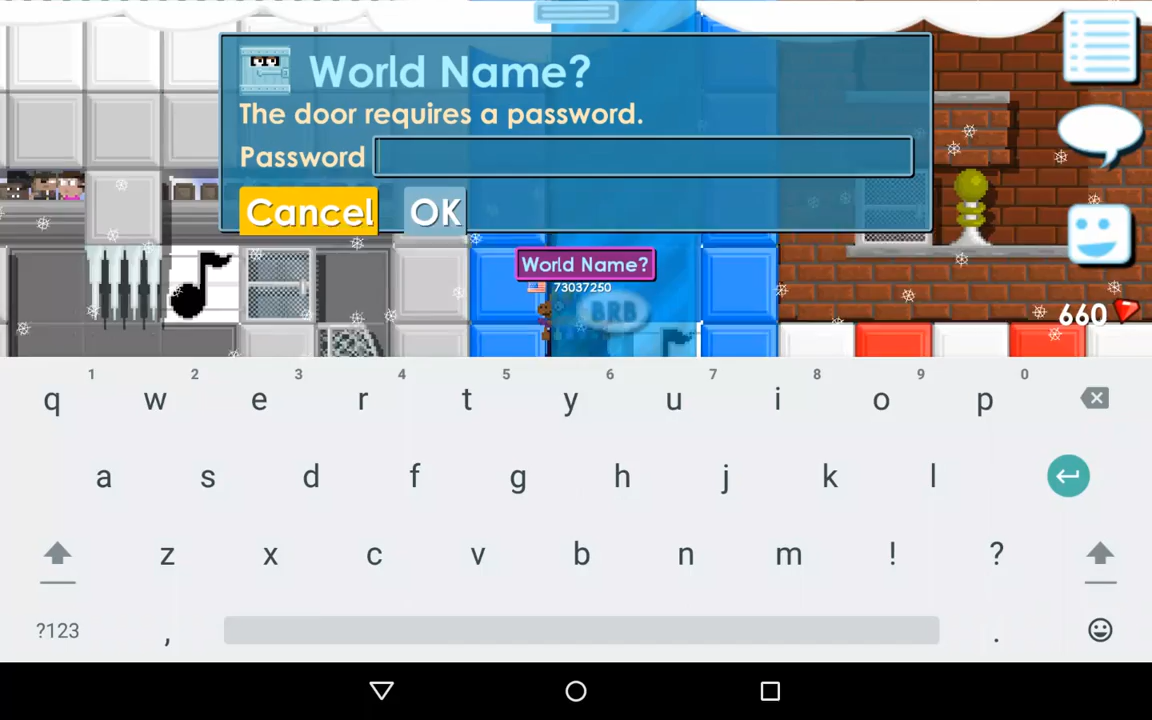 World Name?
The door requires a password.
Password
Cancel OK
World Name?
73037250
BRB
660
1 2 3 4 5 6 7 8 9 0
q w e r t y u i o p
a s d f g h j k l
z x c v b n m ! ?
?123 , .